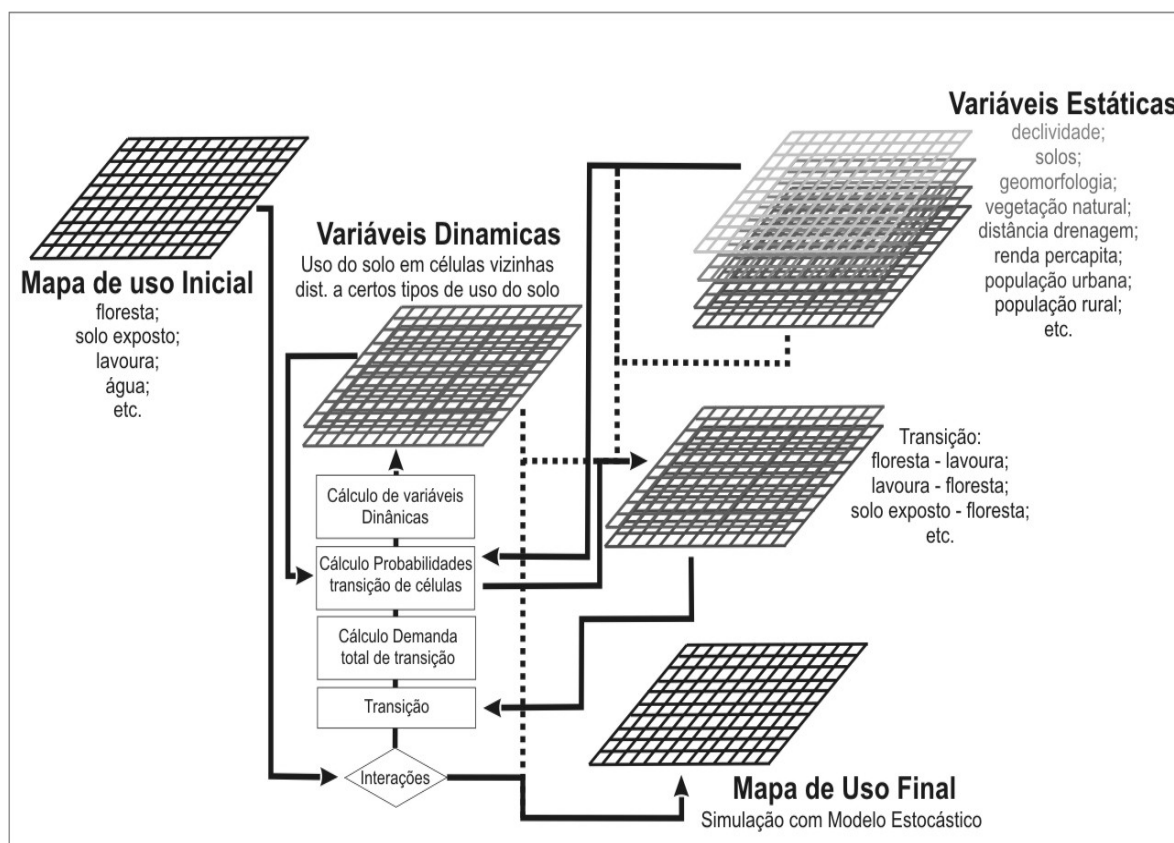 Variáveis Estáticas
declividade;
solos;
geomorfologia;
vegetação natural;
distância drenagem;
renda percapita;
população urbana;
população rural;
etc.
Mapa de uso Inicial
floresta;
solo exposto;
lavoura;
água;
etc.
Variáveis Dinamicas
Uso do solo em células vizinhas
dist. a certos tipos de uso do solo
Cálculo de variáveis
Dinânicas
Cálculo Probabilidades
transição de células
Cálculo Demanda
total de transição
Transição
Interações
Transição:
floresta - lavoura;
lavoura - floresta;
solo exposto - floresta;
etc.
Mapa de Uso Final
Simulação com Modelo Estocástico